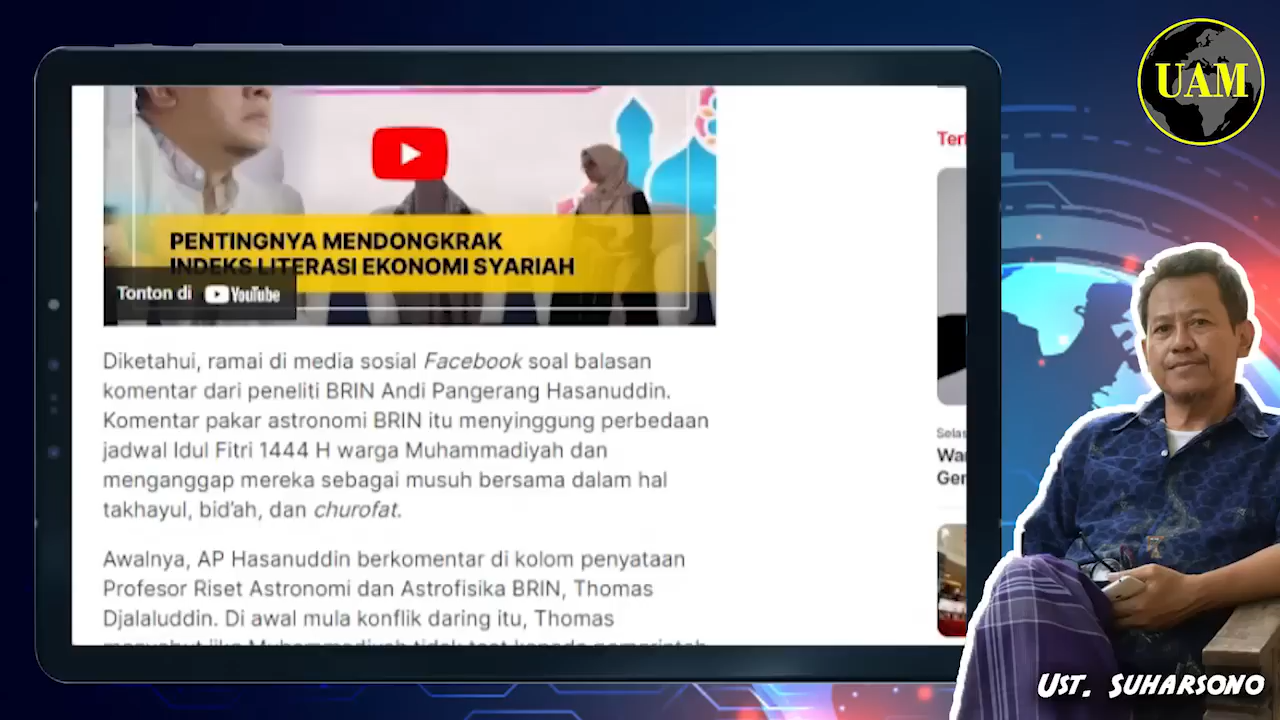 UAM
Terl
PENTINGNYA MENDONGKRAK
INDEKS LITERASI EKONOMI SYARIAH
Tonton di YouTube
Diketahui, ramai di media sosial Facebook soal balasan
komentar dari peneliti BRIN Andi Pangerang Hasanuddin.
Komentar pakar astronomi BRIN itu menyinggung perbedaan
jadwal Idul Fitri 1444 H warga Muhammadiyah dan
menganggap mereka sebagai musuh bersama dalam hal
takhayul, bid'ah, dan churofat.
Awalnya, AP Hasanuddin berkomentar di kolom penyataan
Profesor Riset Astronomi dan Astrofisika BRIN, Thomas
Djalaluddin. Di awal mula konflik daring itu, Thomas
Selas
War
Gen
Ust. Suharsono